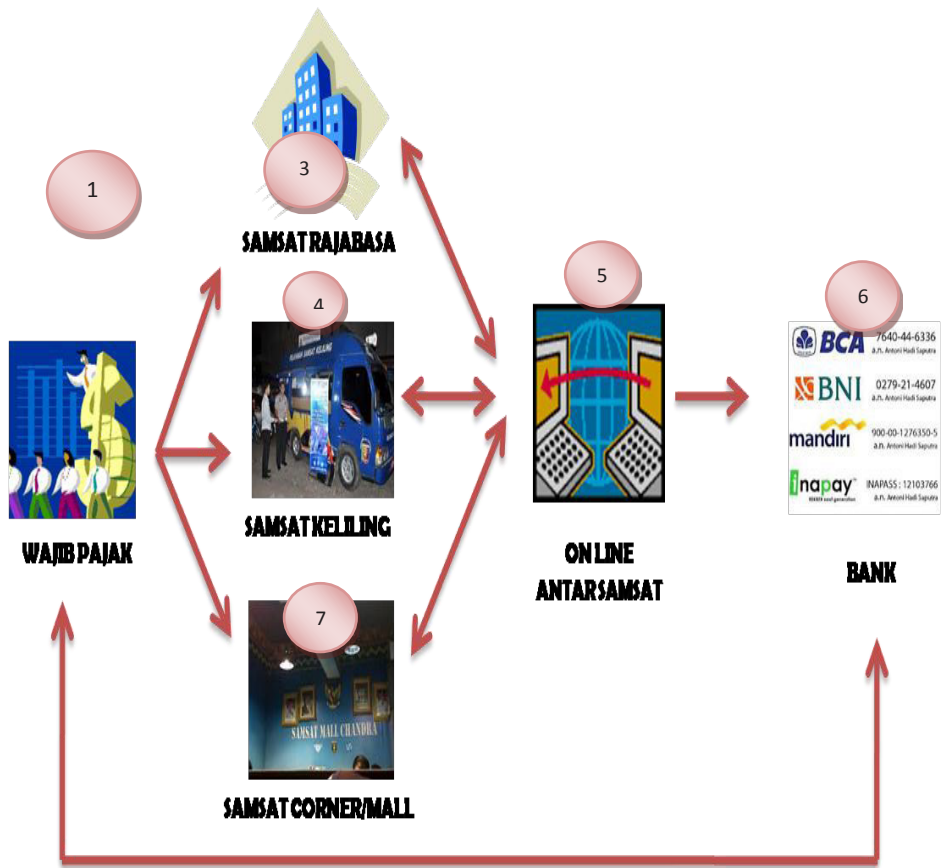 1
3
SAMSAT RAJABASA
4
SAMSAT KELILING
WAJIB PAJAK
5
ON LINE
ANTAR SAMSAT
6
BCA 7640-44-6336
a.n. Antoni Hadi Saputra
BNI 0279-21-4607
a.n. Antoni Hadi Saputra
mandiri 900-00-1276350-5
a.n. Antoni Hadi Saputra
inapay INAPASS : 12103766
a.n. Antoni Hadi Saputra
BANK
7
SAMSAT MALL CHANDRA
SAMSAT CORNER/MALL